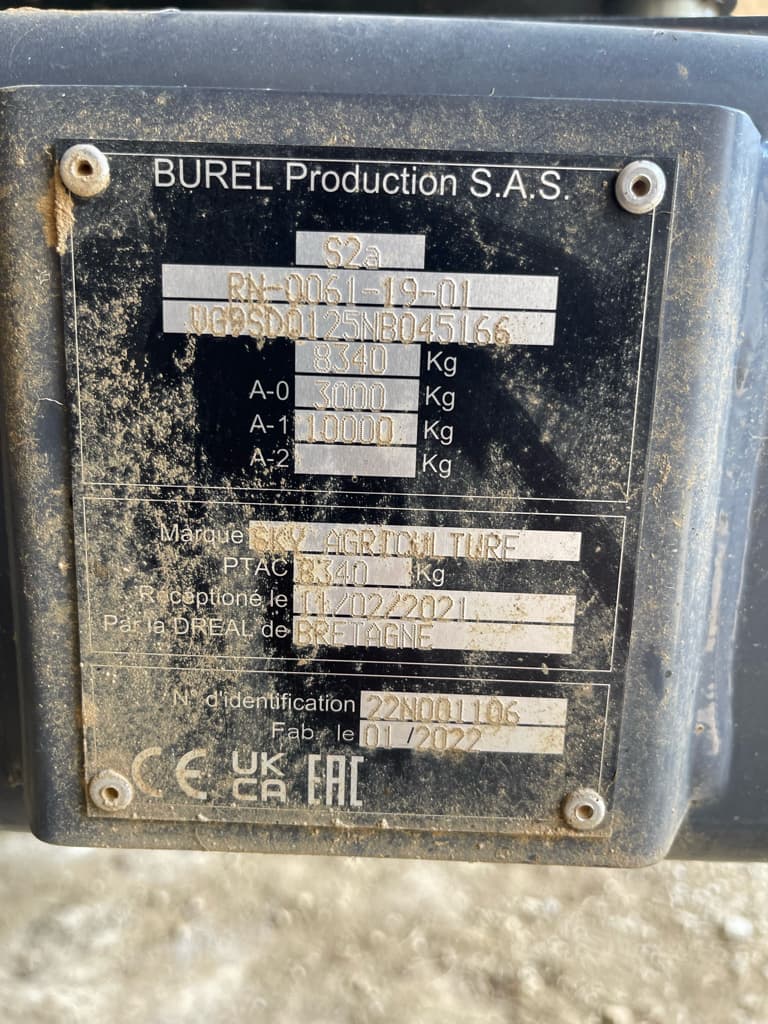 BUREL Production S.A.S.
S2a
RN-0061-19-01
VG9SD0125NB045166
8340 Kg
A-0 3000 Kg
A-1 10000 Kg
A-2 Kg
Marque SKY AGRICULTURE
PTAC 8340 Kg
Réceptioné le 11/02/2021
Par la DREAL de BRETAGNE
N° d'identification 22N001106
Fab. le 01/2022
CE UK CA EAC